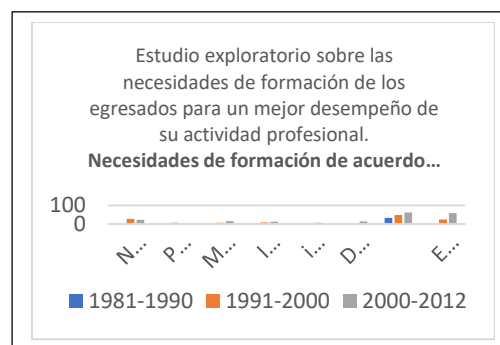 Estudio exploratorio sobre las
necesidades de formación de los
egresados para un mejor desempeño de
su actividad profesional.
Necesidades de formación de acuerdo…
100
0
N…
P…
M…
I…
i…
D…
E…
1981-1990
1991-2000
2000-2012